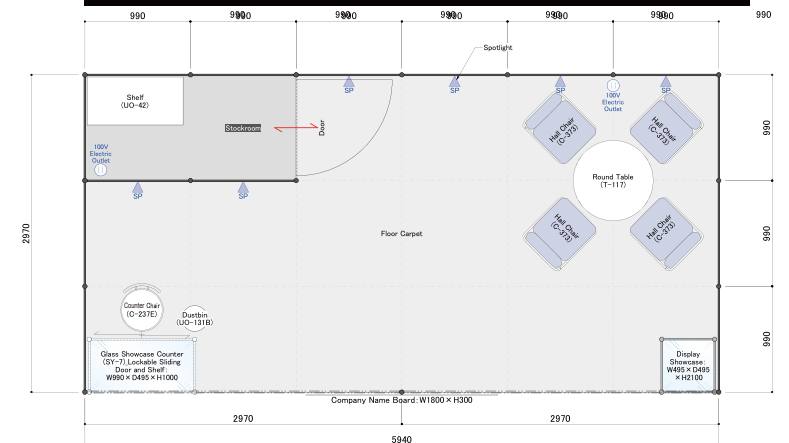 990
990
990
990
990
990
990
Spotlight
SP
SP
SP
SP
100V
Electric
Outlet
Shelf
(UO-42)
Stockroom
Door
100V
Electric
Outlet
SP
SP
Hall Chair
(C-373)
Hall Chair
(C-373)
Round Table
(T-117)
Hall Chair
(C-373)
Hall Chair
(C-373)
Floor Carpet
2970
990
990
990
Counter Chair
(C-237E)
Dustbin
(UO-131B)
Glass Showcase Counter
(SY-7) Lockable Sliding
Door and Shelf:
W990×D495×H1000
Display
Showcase:
W495×D495
×H2100
Company Name Board: W1800×H300
2970
2970
5940